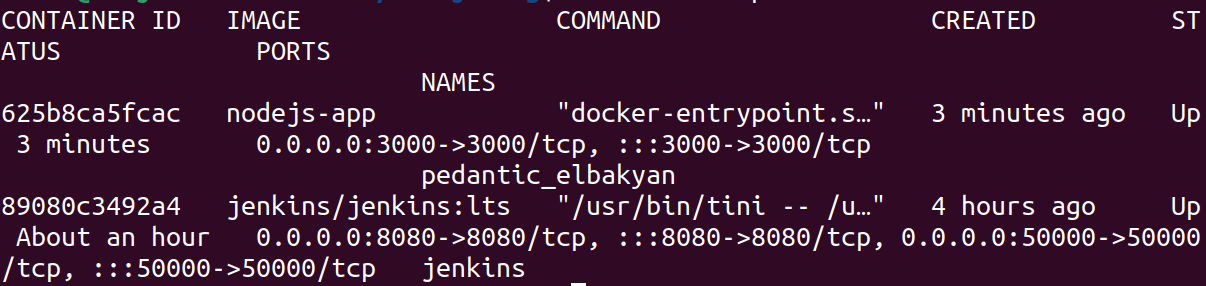 CONTAINER ID   IMAGE                 COMMAND                  CREATED         ST
ATUS             PORTS
                            NAMES
625b8ca5fcac   nodejs-app            "docker-entrypoint.s…"   3 minutes ago   Up
 3 minutes       0.0.0.0:3000->3000/tcp, :::3000->3000/tcp
                            pedantic_elbakyan
89080c3492a4   jenkins/jenkins:lts   "/usr/bin/tini -- /u…"   4 hours ago     Up
 About an hour   0.0.0.0:8080->8080/tcp, :::8080->8080/tcp, 0.0.0.0:50000->50000
/tcp, :::50000->50000/tcp   jenkins